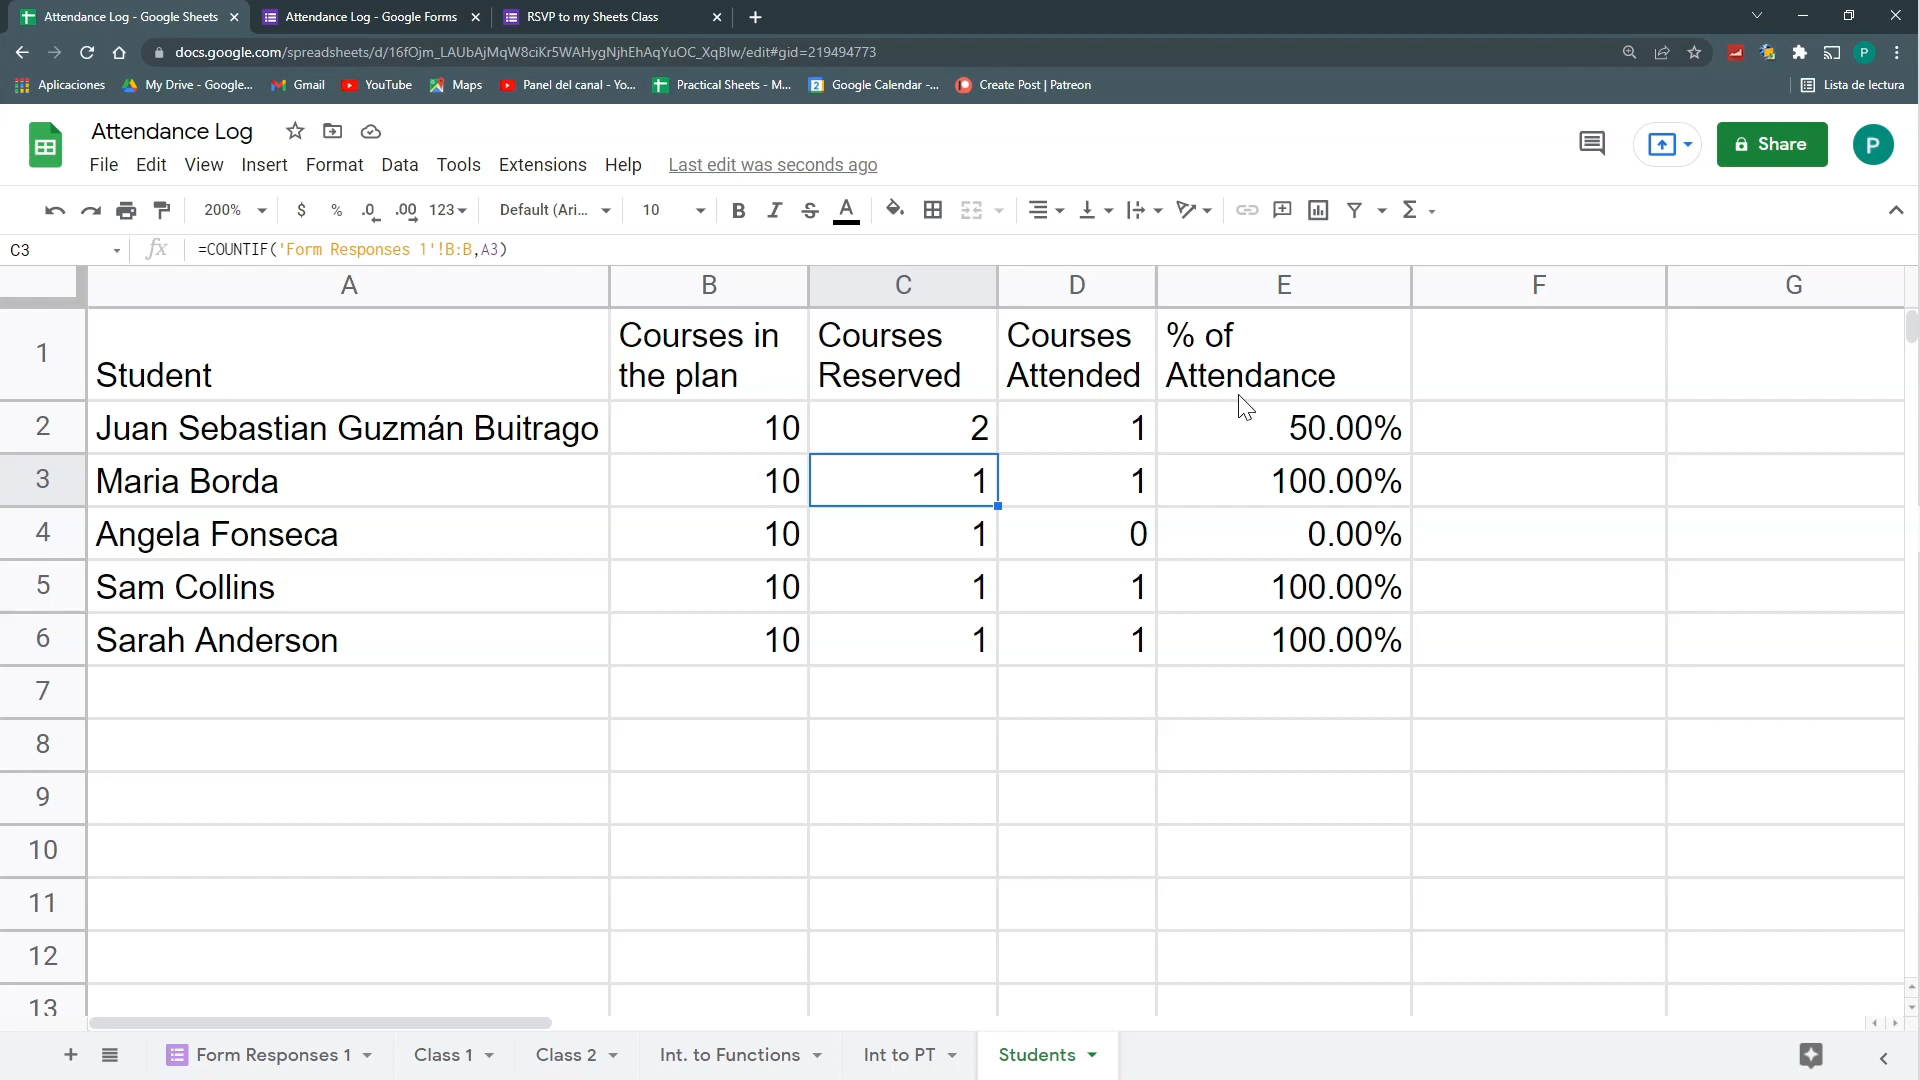 Attendance Log - Google Sheets
Attendance Log - Google Forms
RSVP to my Sheets Class
docs.google.com/spreadsheets/d/16fOjm_LAUbAjMqW8ciKr5WAHygNjhEhAqYuOC_XqBlw/edit#gid=219494773
Aplicaciones
My Drive - Google...
Gmail
YouTube
Maps
Panel del canal - Yo...
Practical Sheets - M...
Google Calendar -...
Create Post | Patreon
Lista de lectura
Attendance Log
File Edit View Insert Format Data Tools Extensions Help Last edit was seconds ago
Share
P
200% $ % .0 .00 123 Default (Ari... 10 B I S A
C3 fx =COUNTIF('Form Responses 1'!B:B,A3)
A B C D E F G
1 Student Courses in the plan Courses Reserved Courses Attended % of Attendance
2 Juan Sebastian Guzmán Buitrago 10 2 1 50.00%
3 Maria Borda 10 1 1 100.00%
4 Angela Fonseca 10 1 0 0.00%
5 Sam Collins 10 1 1 100.00%
6 Sarah Anderson 10 1 1 100.00%
7
8
9
10
11
12
13
Form Responses 1 Class 1 Class 2 Int. to Functions Int to PT Students